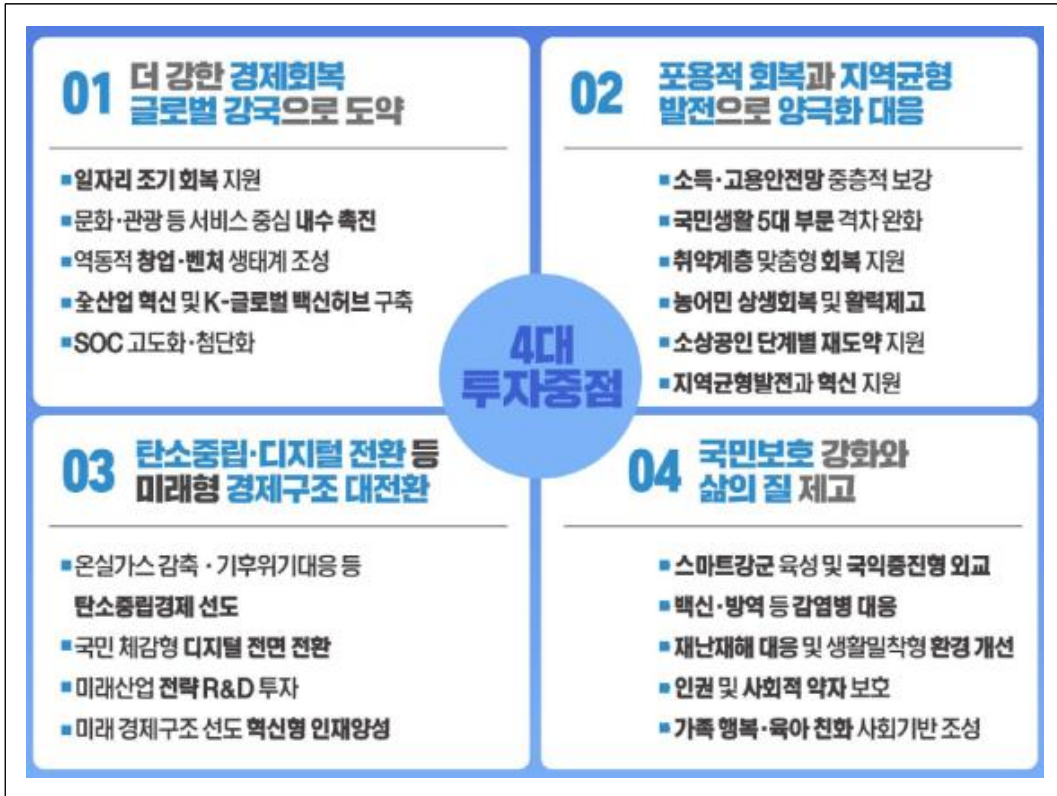 01 더 강한 경제회복
글로벌 강국으로 도약
■일자리 조기 회복 지원
■문화·관광 등 서비스 중심 내수 촉진
■역동적 창업·벤처 생태계 조성
■全산업 혁신 및 K-글로벌 백신허브 구축
■SOC 고도화·첨단화
02 포용적 회복과 지역균형
발전으로 양극화 대응
■소득·고용안전망 중층적 보강
■국민생활 5대 부문 격차 완화
■취약계층 맞춤형 회복 지원
■농어민 상생회복 및 활력제고
■소상공인 단계별 재도약 지원
■지역균형발전과 혁신 지원
4대
투자중점
03 탄소중립·디지털 전환 등
미래형 경제구조 대전환
■온실가스 감축·기후위기대응 등
탄소중립경제 선도
■국민 체감형 디지털 전면 전환
■미래산업 전략 R&D 투자
■미래 경제구조 선도 혁신형 인재양성
04 국민보호 강화와
삶의 질 제고
■스마트강군 육성 및 국익증진형 외교
■백신·방역 등 감염병 대응
■재난재해 대응 및 생활밀착형 환경 개선
■인권 및 사회적 약자 보호
■가족 행복·육아 친화 사회기반 조성